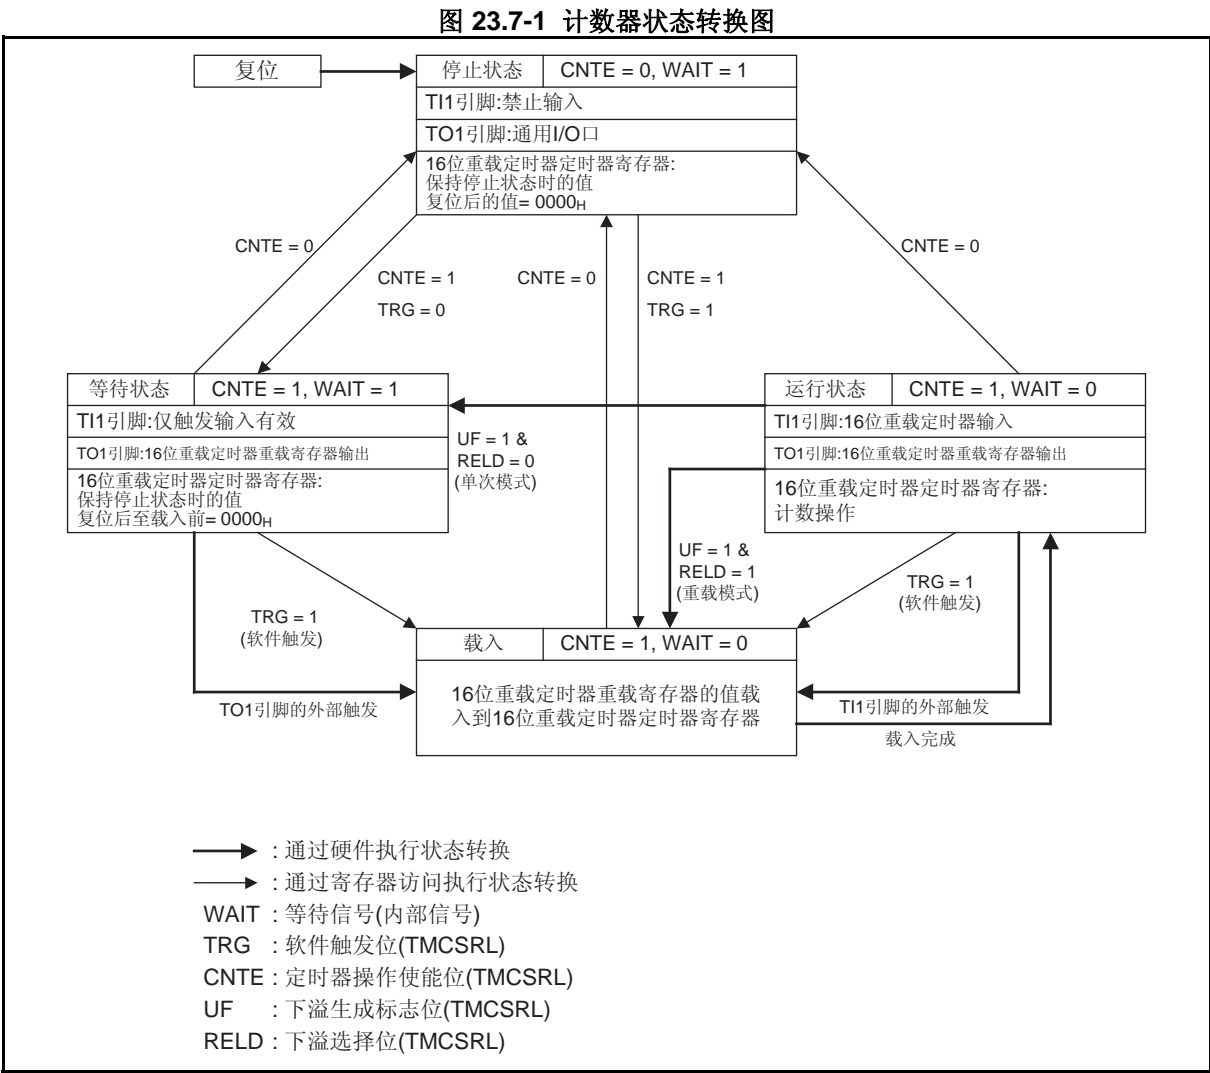 图 23.7-1 计数器状态转换图
复位
停止状态 CNTE = 0, WAIT = 1
TI1引脚:禁止输入
TO1引脚:通用I/O口
16位重载定时器定时器寄存器:
保持停止状态时的值
复位后的值= 0000H
CNTE = 0
CNTE = 1
TRG = 0
CNTE = 0
CNTE = 1
TRG = 1
CNTE = 0
等待状态 CNTE = 1, WAIT = 1
TI1引脚:仅触发输入有效
TO1引脚:16位重载定时器重载寄存器输出
16位重载定时器定时器寄存器:
保持停止状态时的值
复位后至载入前= 0000H
UF = 1 &
RELD = 0
(单次模式)
运行状态 CNTE = 1, WAIT = 0
TI1引脚:16位重载定时器输入
TO1引脚:16位重载定时器重载寄存器输出
16位重载定时器定时器寄存器:
计数操作
UF = 1 &
RELD = 1
(重载模式)
TRG = 1
(软件触发)
TRG = 1
(软件触发)
载入 CNTE = 1, WAIT = 0
16位重载定时器重载寄存器的值载
入到16位重载定时器定时器寄存器
TO1引脚的外部触发
TI1引脚的外部触发
载入完成
: 通过硬件执行状态转换
: 通过寄存器访问执行状态转换
WAIT : 等待信号(内部信号)
TRG : 软件触发位(TMCSRL)
CNTE : 定时器操作使能位(TMCSRL)
UF : 下溢生成标志位(TMCSRL)
RELD : 下溢选择位(TMCSRL)